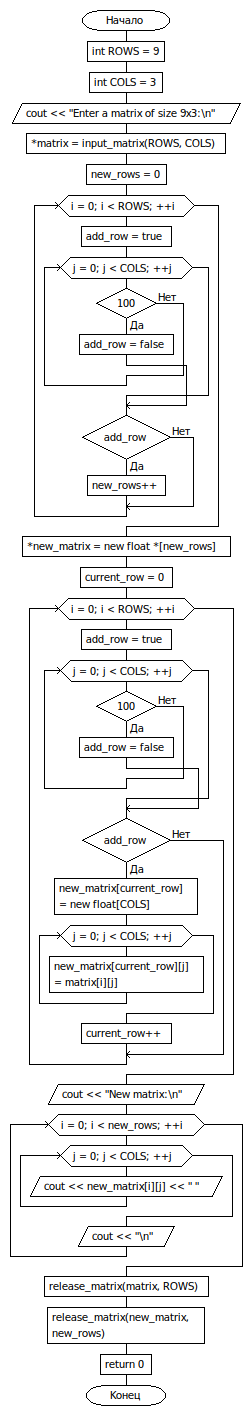 Начало
int ROWS = 9
int COLS = 3
cout << "Enter a matrix of size 9x3:\n"
*matrix = input_matrix(ROWS, COLS)
new_rows = 0
i = 0; i < ROWS; ++i
add_row = true
j = 0; j < COLS; ++j
100
Нет
Да
add_row = false
add_row
Нет
Да
new_rows++
*new_matrix = new float *[new_rows]
current_row = 0
i = 0; i < ROWS; ++i
add_row = true
j = 0; j < COLS; ++j
100
Нет
Да
add_row = false
add_row
Нет
Да
new_matrix[current_row]
= new float[COLS]
j = 0; j < COLS; ++j
new_matrix[current_row][j]
= matrix[i][j]
current_row++
cout << "New matrix:\n"
i = 0; i < new_rows; ++i
j = 0; j < COLS; ++j
cout << new_matrix[i][j] << " "
cout << "\n"
release_matrix(matrix, ROWS)
release_matrix(new_matrix,
new_rows)
return 0
Конец